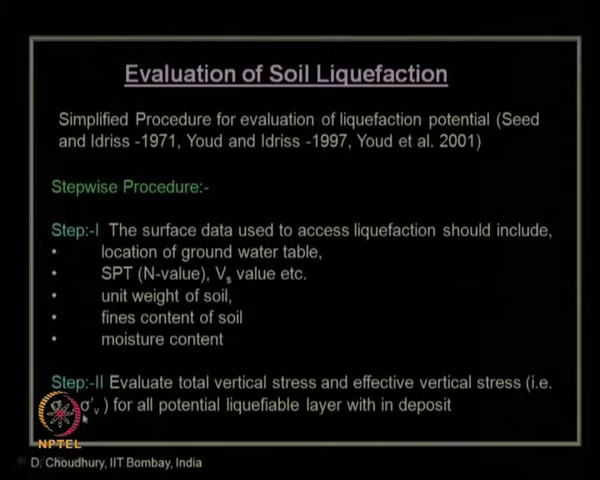 Evaluation of Soil Liquefaction
Simplified Procedure for evaluation of liquefaction potential (Seed
and Idriss -1971, Youd and Idriss -1997, Youd et al. 2001)
Stepwise Procedure:-
Step:-I The surface data used to access liquefaction should include,
• location of ground water table,
• SPT (N-value), Vs value etc.
• unit weight of soil,
• fines content of soil
• moisture content
Step:-II Evaluate total vertical stress and effective vertical stress (i.e.
σ'v ) for all potential liquefiable layer with in deposit
NPTEL
D. Choudhury, IIT Bombay, India